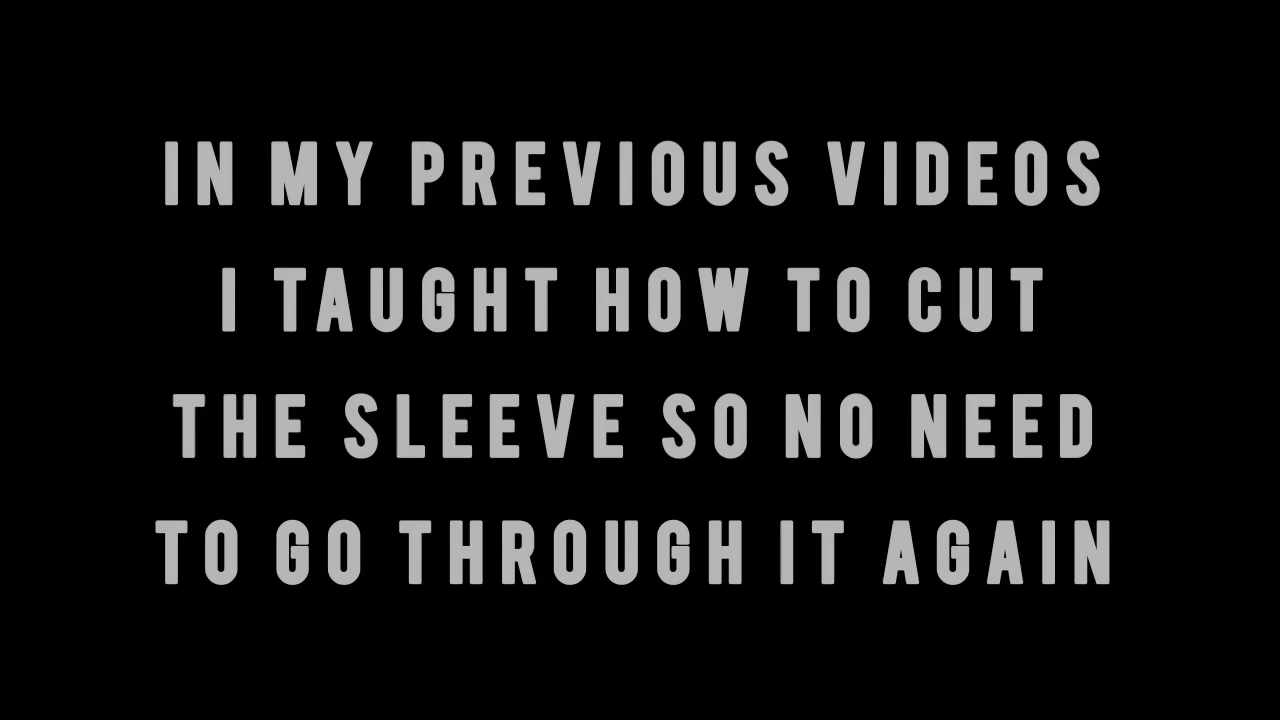 IN MY PREVIOUS VIDEOS
I TAUGHT HOW TO CUT
THE SLEEVE SO NO NEED
TO GO THROUGH IT AGAIN